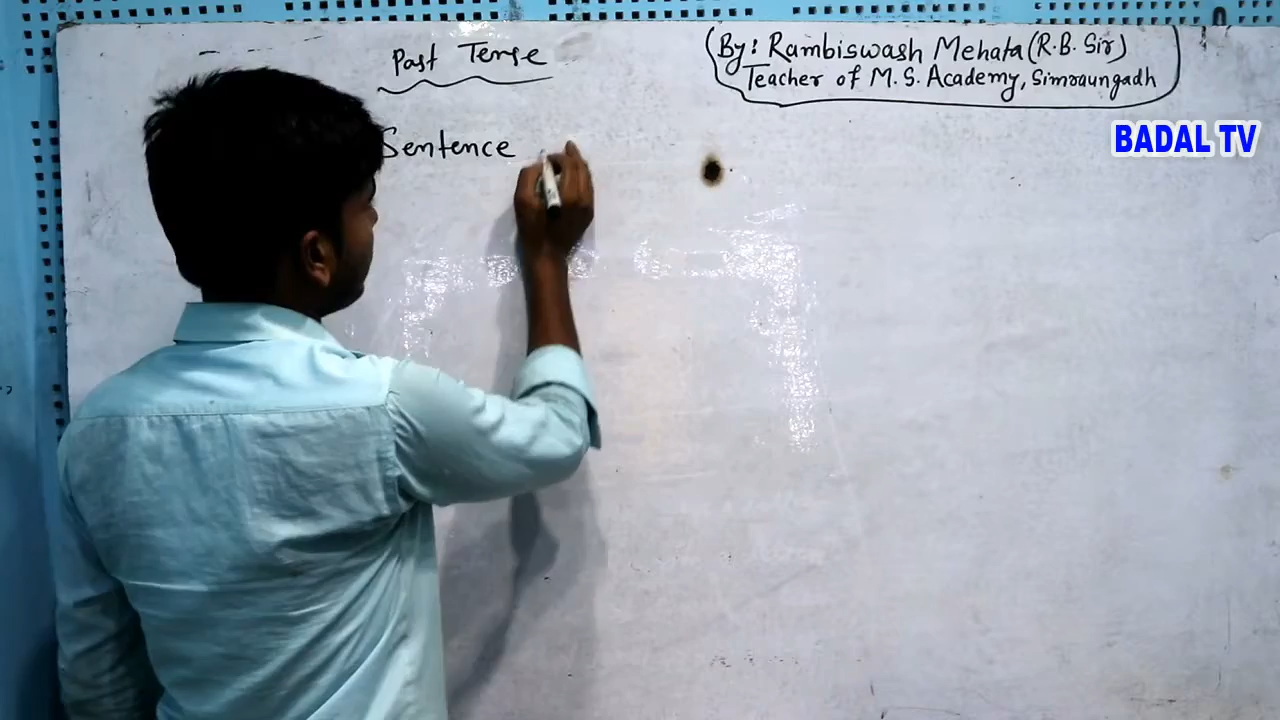 Past Tense
By: Rambiswash Mehata (R.B. Sir)
Teacher of M. S. Academy, Simraungadh
BADAL TV
Sentence